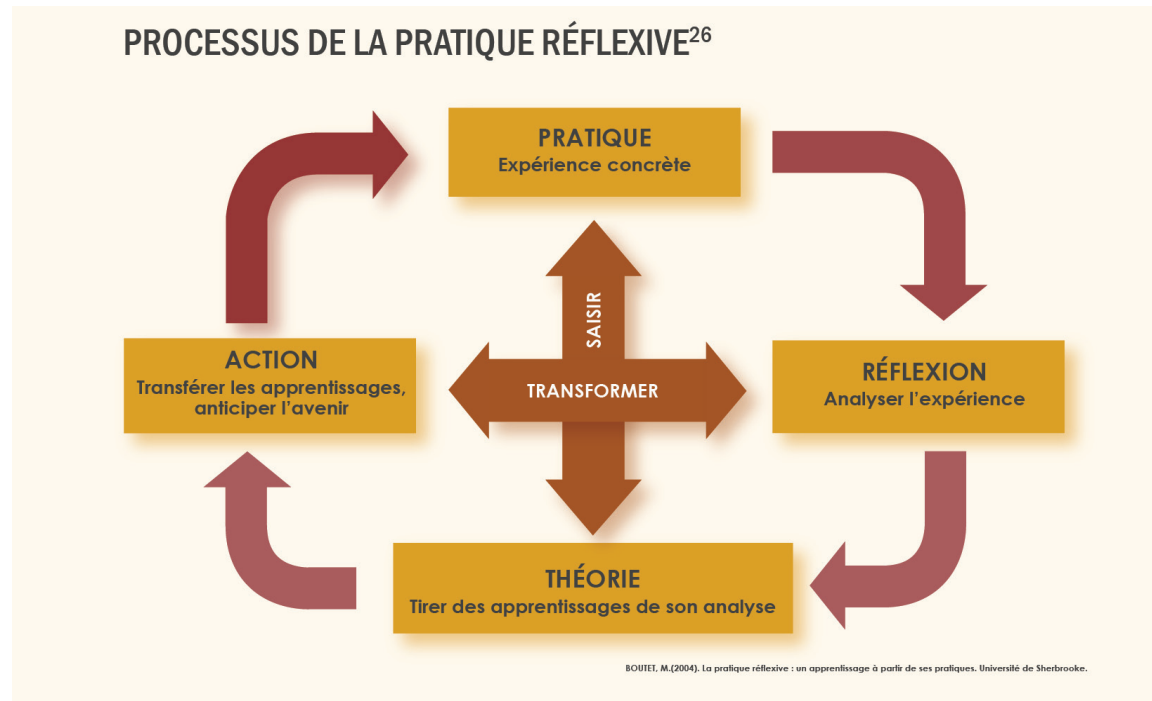 PROCESSUS DE LA PRATIQUE RÉFLEXIVE26
PRATIQUE
Expérience concrète
SAISIR
TRANSFORMER
ACTION
Transférer les apprentissages,
anticiper l'avenir
RÉFLEXION
Analyser l'expérience
THÉORIE
Tirer des apprentissages de son analyse
BOUTET, M.(2004). La pratique réflexive : un apprentissage à partir de ses pratiques. Université de Sherbrooke.